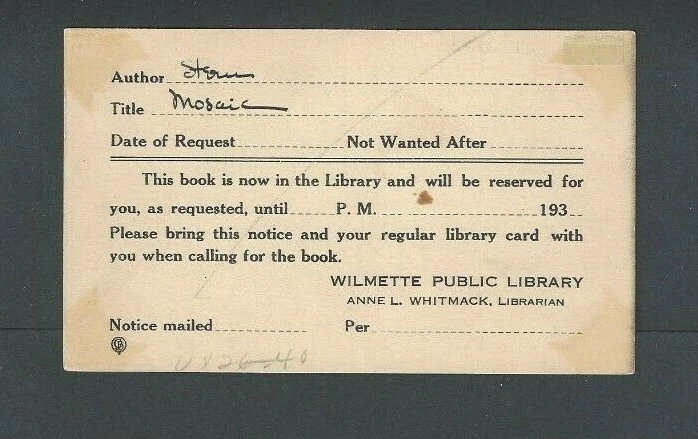 Author Stern
Title Mosaic
Date of Request Not Wanted After
This book is now in the Library and will be reserved for
you, as requested, until P. M. 193
Please bring this notice and your regular library card with
you when calling for the book.
WILMETTE PUBLIC LIBRARY
ANNE L. WHITMACK, LIBRARIAN
Notice mailed Per